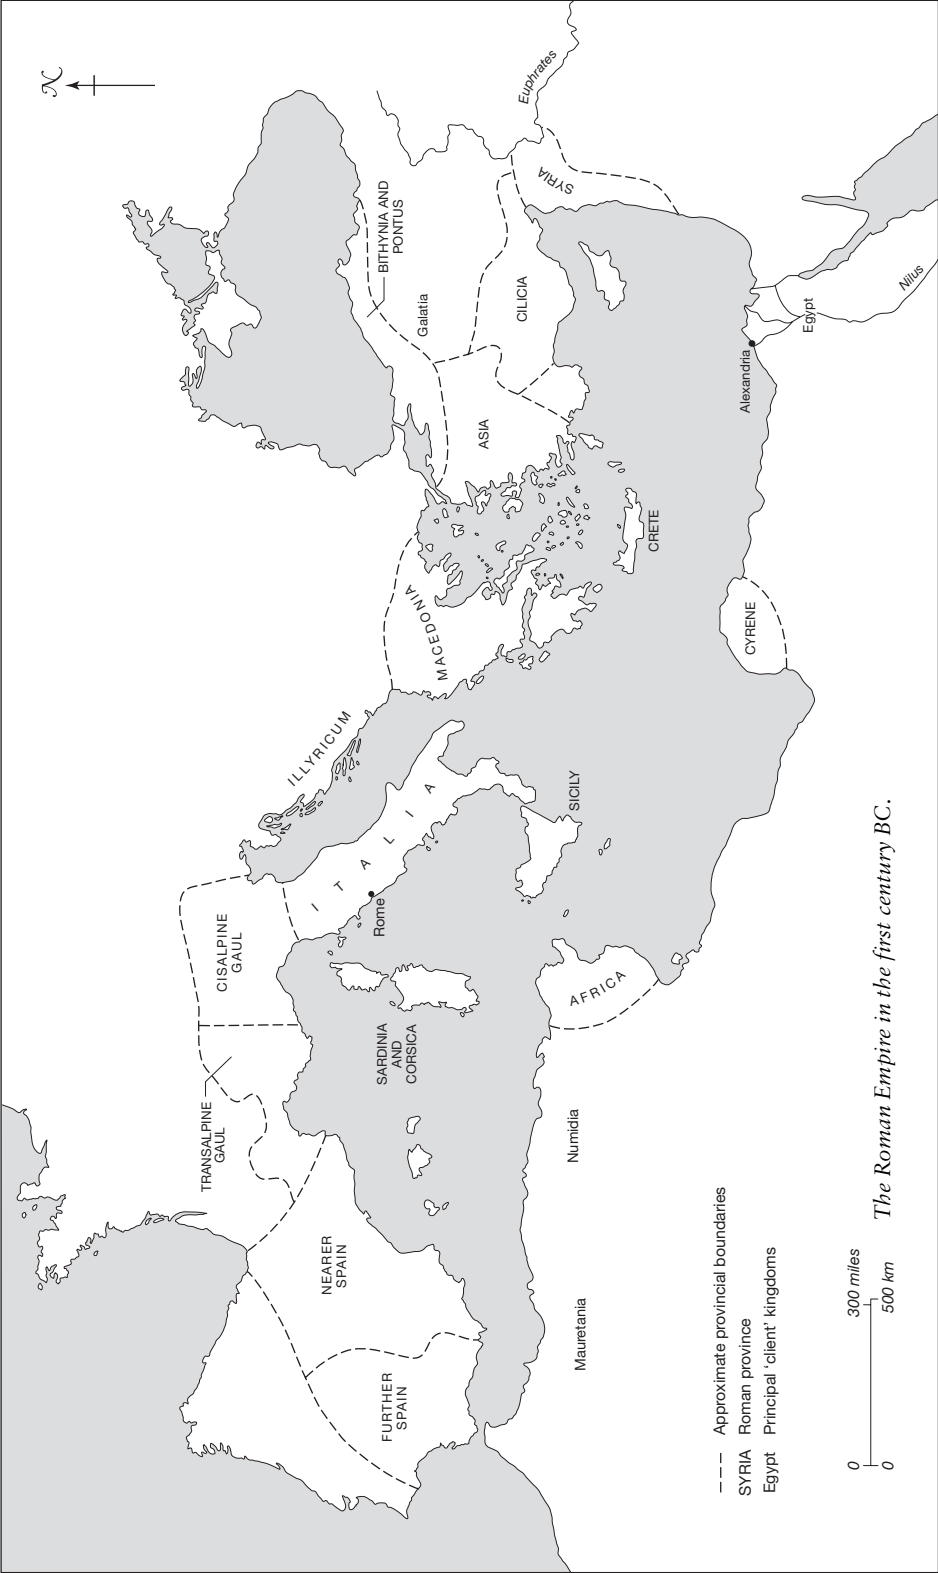 N
Euphrates
SYRIA
BITHYNIA AND
PONTUS
Galatia
CILICIA
ASIA
Nilus
Egypt
Alexandria
CRETE
CYRENE
MACEDONIA
ILLYRICUM
ITALIA
Rome
SICILY
CISALPINE
GAUL
TRANSALPINE
GAUL
SARDINIA
AND
CORSICA
AFRICA
Numidia
Mauretania
NEARER
SPAIN
FURTHER
SPAIN
Approximate provincial boundaries
SYRIA Roman province
Egypt Principal ‘client’ kingdoms
0 300 miles
0 500 km
The Roman Empire in the first century BC.